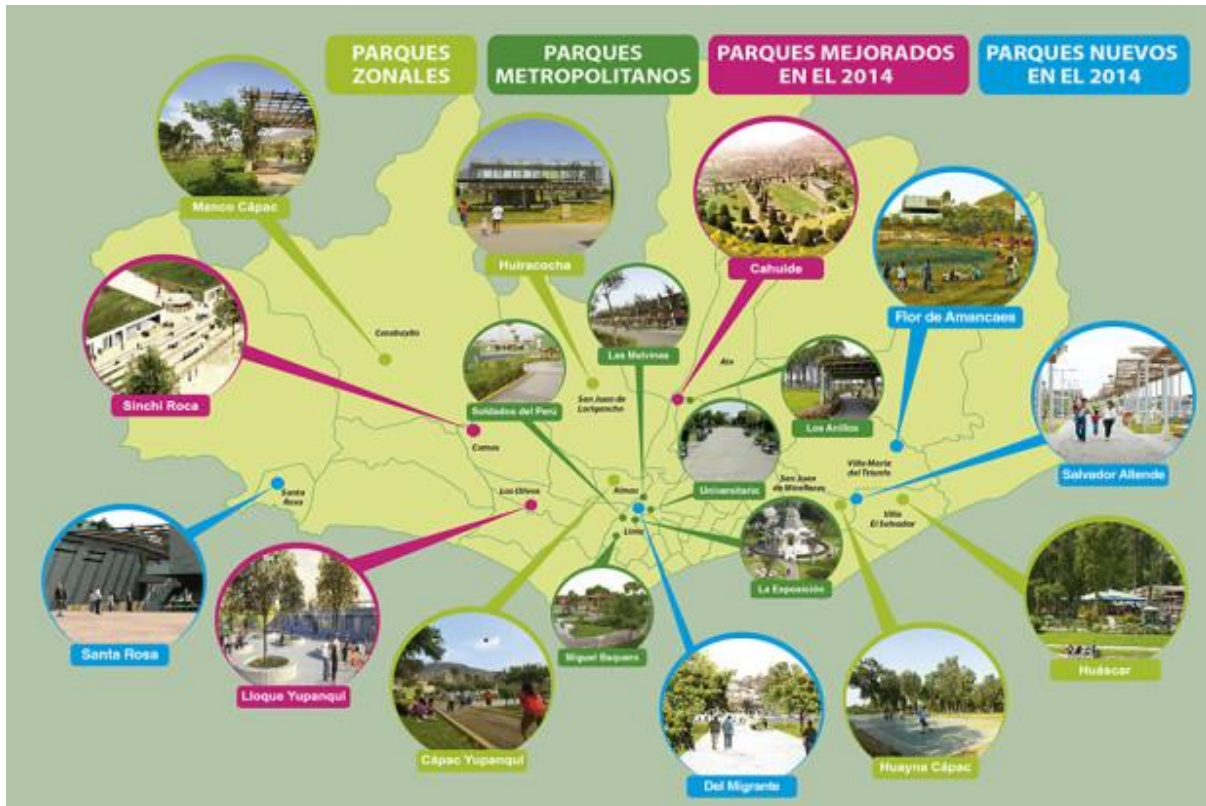 PARQUES
ZONALES
PARQUES
METROPOLITANOS
PARQUES MEJORADOS
EN EL 2014
PARQUES NUEVOS
EN EL 2014
Manco Cápac
Huiracocha
Cahuide
Flor de Amancaes
Sinchi Roca
Carabayllo
Las Malvinas
Ate
Soldados del Perú
San Juan de
Lurigancho
Los Anillos
Salvador Allende
Comas
Villa María
del Triunfo
Santa
Rosa
Los Olivos
Rímac
Universitario
San Juan
de Miraflores
Villa
El Salvador
Lima
La Exposición
Santa Rosa
Lloque Yupanqui
Miguel Baquero
Huáscar
Cápac Yupanqui
Del Migrante
Huayna Cápac